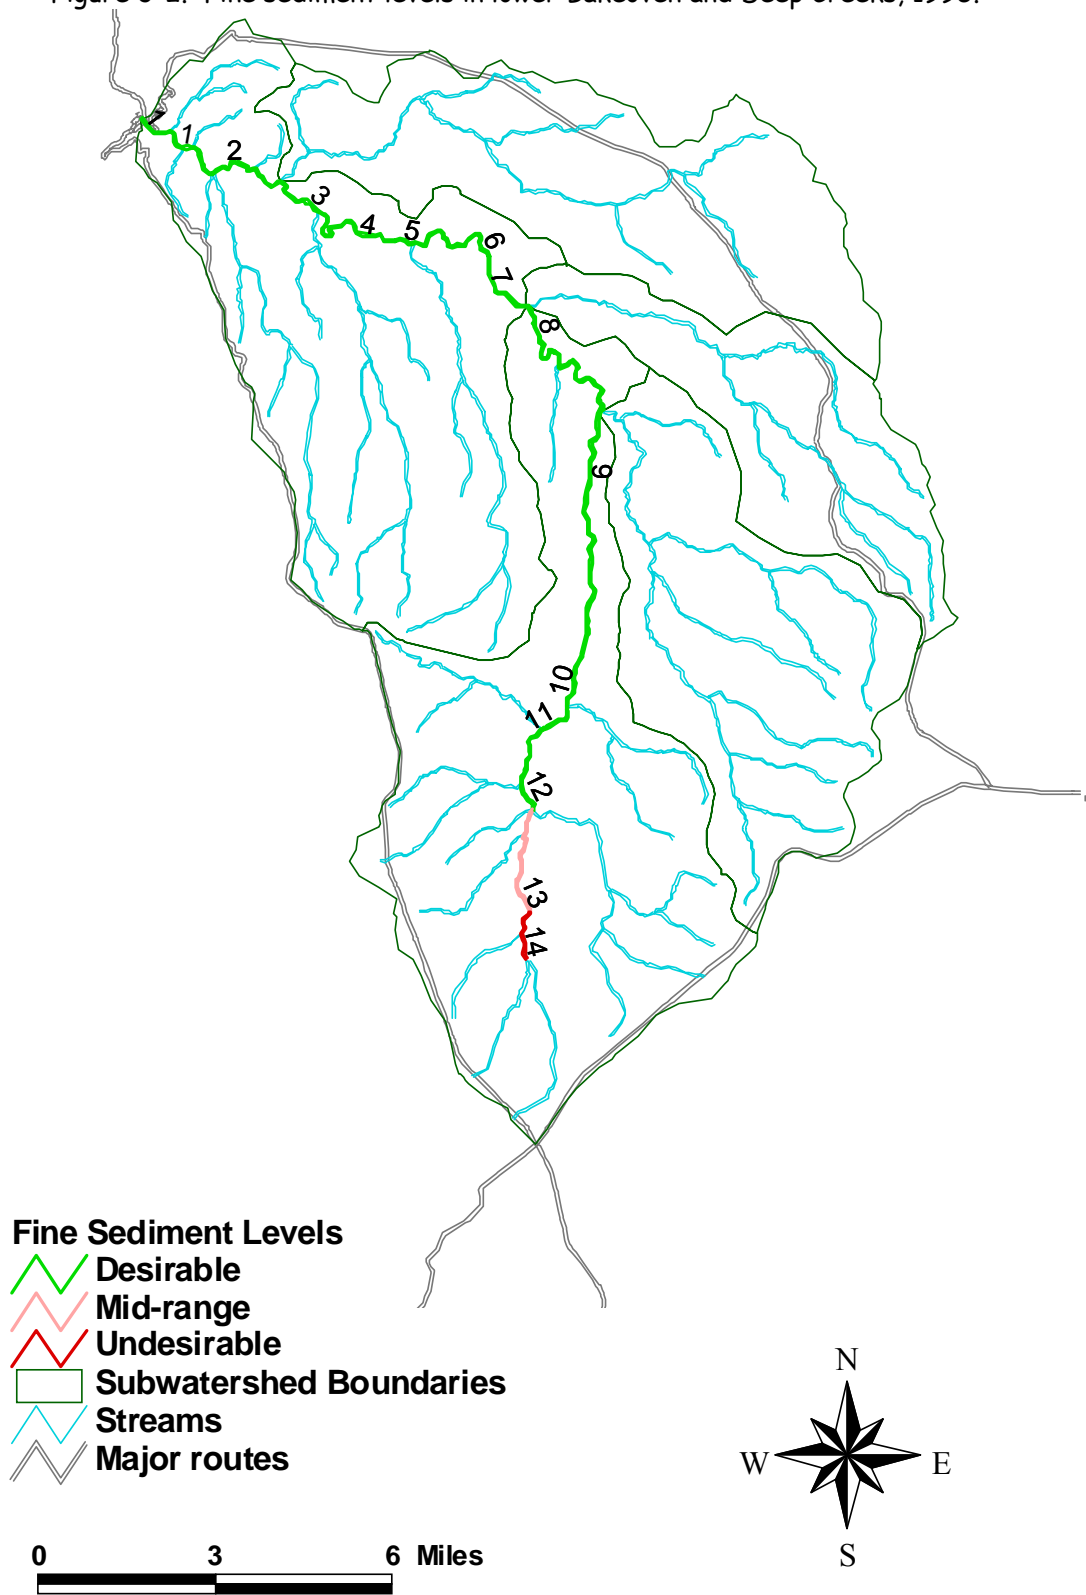 1
1
2
3
4
5
6
7
8
9
10
11
12
13
14
Fine Sediment Levels
Desirable
Mid-range
Undesirable
Subwatershed Boundaries
Streams
Major routes
N
W E
S
0 3 6 Miles